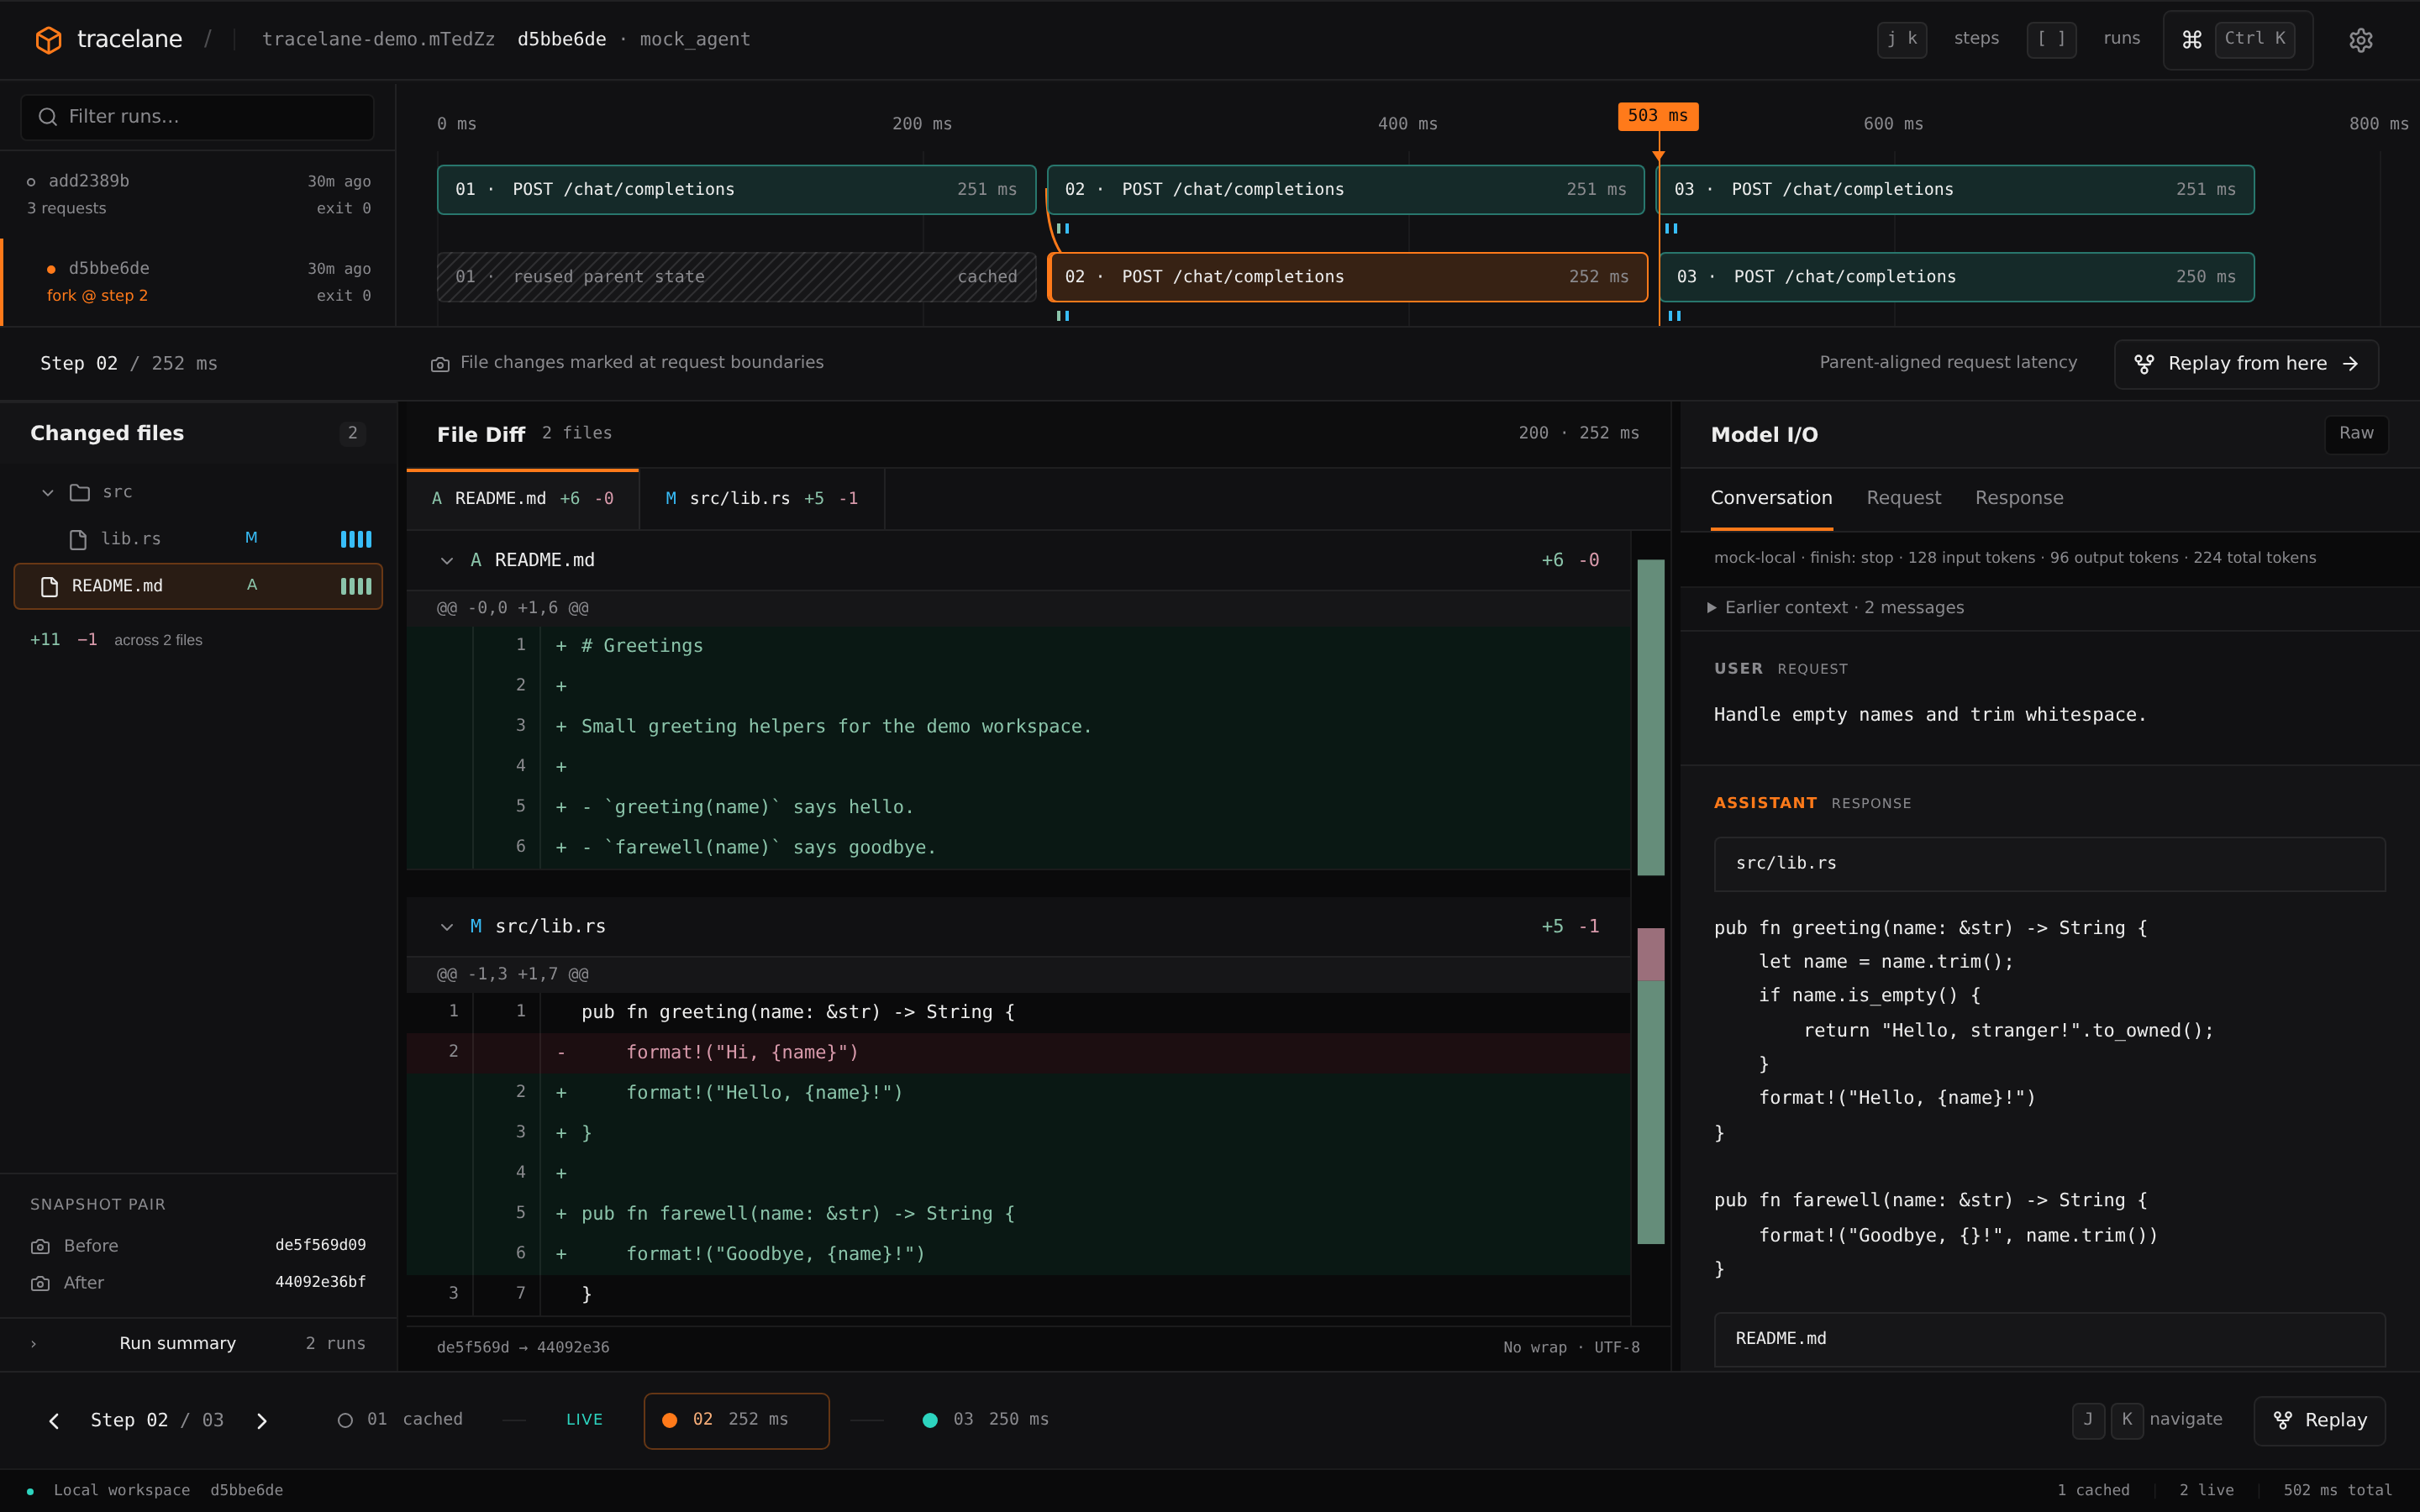 tracelane / tracelane-demo.mTedZz d5bbe6de · mock_agent j k steps [ ] runs ⌘ Ctrl K
Filter runs...
0 ms 200 ms 400 ms 503 ms 600 ms 800 ms
add2389b 30m ago
3 requests exit 0
01 · POST /chat/completions 251 ms 02 · POST /chat/completions 251 ms 03 · POST /chat/completions 251 ms
d5bbe6de 30m ago
fork @ step 2 exit 0
01 · reused parent state cached 02 · POST /chat/completions 252 ms 03 · POST /chat/completions 250 ms
Step 02 / 252 ms File changes marked at request boundaries Parent-aligned request latency Replay from here →
Changed files 2
src
lib.rs M
README.md A
+11 −1 across 2 files
SNAPSHOT PAIR
Before de5f569d09
After 44092e36bf
› Run summary 2 runs
File Diff 2 files 200 · 252 ms
A README.md +6 -0 M src/lib.rs +5 -1
A README.md +6 -0
@@ -0,0 +1,6 @@
1 + # Greetings
2 +
3 + Small greeting helpers for the demo workspace.
4 +
5 + - `greeting(name)` says hello.
6 + - `farewell(name)` says goodbye.
M src/lib.rs +5 -1
@@ -1,3 +1,7 @@
1 1 pub fn greeting(name: &str) -> String {
2 - format!("Hi, {name}")
2 + format!("Hello, {name}!")
3 + }
4 +
5 + pub fn farewell(name: &str) -> String {
6 + format!("Goodbye, {name}!")
3 7 }
de5f569d → 44092e36 No wrap · UTF-8
Model I/O Raw
Conversation Request Response
mock-local · finish: stop · 128 input tokens · 96 output tokens · 224 total tokens
Earlier context · 2 messages
USER REQUEST
Handle empty names and trim whitespace.
ASSISTANT RESPONSE
src/lib.rs
pub fn greeting(name: &str) -> String {
let name = name.trim();
if name.is_empty() {
return "Hello, stranger!".to_owned();
}
format!("Hello, {name}!")
}
pub fn farewell(name: &str) -> String {
format!("Goodbye, {}!", name.trim())
}
README.md
Step 02 / 03 01 cached LIVE 02 252 ms 03 250 ms J K navigate Replay
Local workspace d5bbe6de 1 cached 2 live 502 ms total